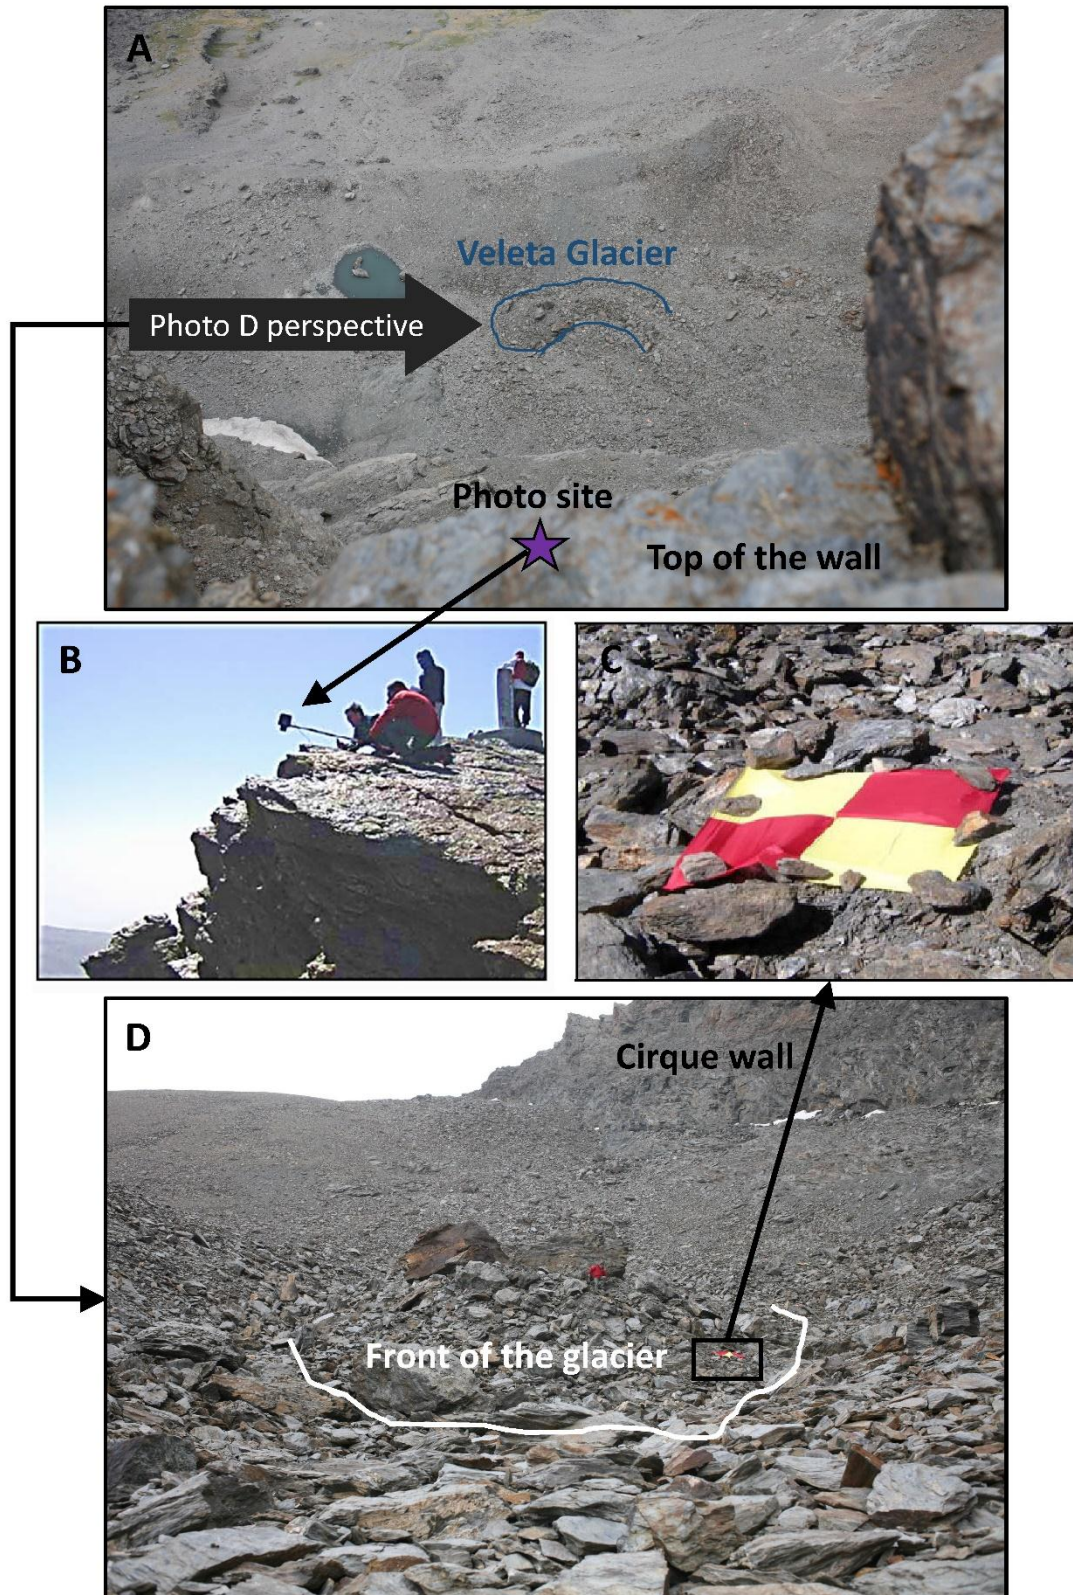 A
Veleta Glacier
Photo D perspective
Photo site
Top of the wall
B
C
D
Cirque wall
Front of the glacier